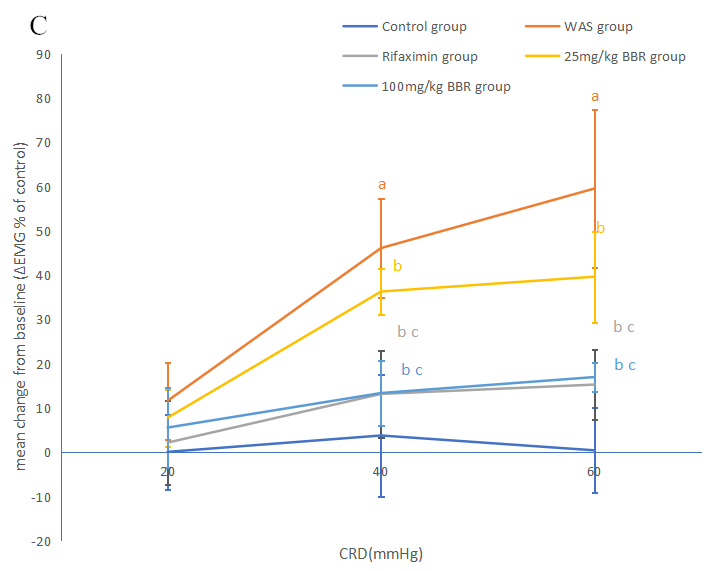 C
Control group
WAS group
Rifaximin group
25mg/kg BBR group
100mg/kg BBR group
mean change from baseline (ΔEMG % of control)
90
80
70
60
50
40
30
20
10
0
-10
-20
a
a
b
b
b c
b c
b c
b c
20
40
60
CRD(mmHg)